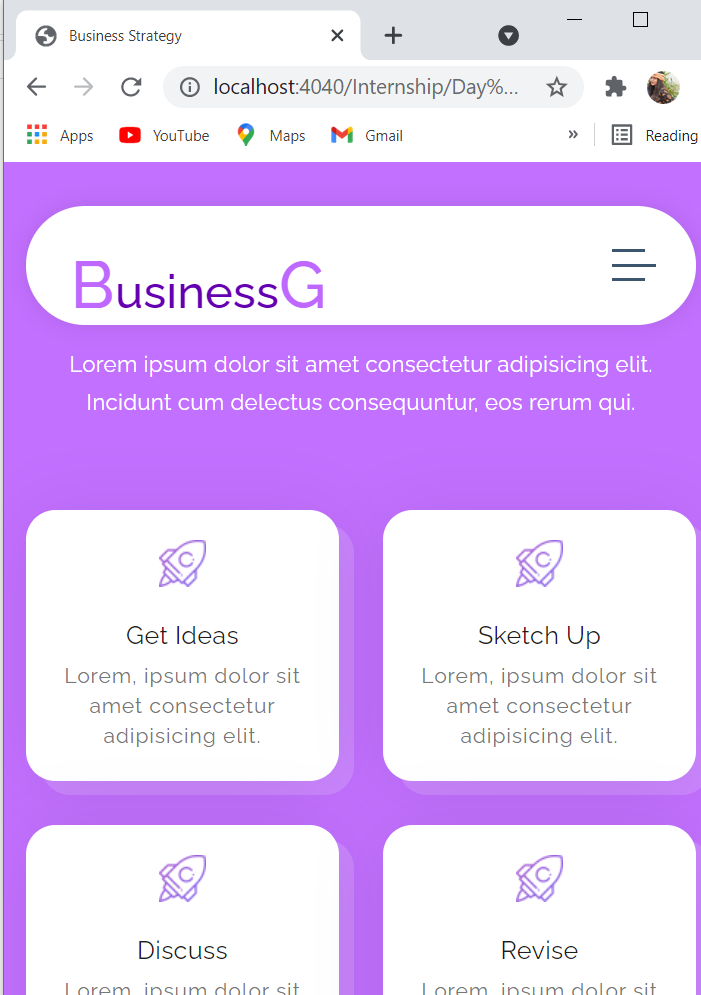 Business Strategy
localhost:4040/Internship/Day%...
Apps YouTube Maps Gmail » Reading
BusinessG
Lorem ipsum dolor sit amet consectetur adipisicing elit.
Incidunt cum delectus consequuntur, eos rerum qui.
Get Ideas
Lorem, ipsum dolor sit
amet consectetur
adipisicing elit.
Sketch Up
Lorem, ipsum dolor sit
amet consectetur
adipisicing elit.
Discuss
Lorem, ipsum dolor sit
Revise
Lorem, ipsum dolor sit